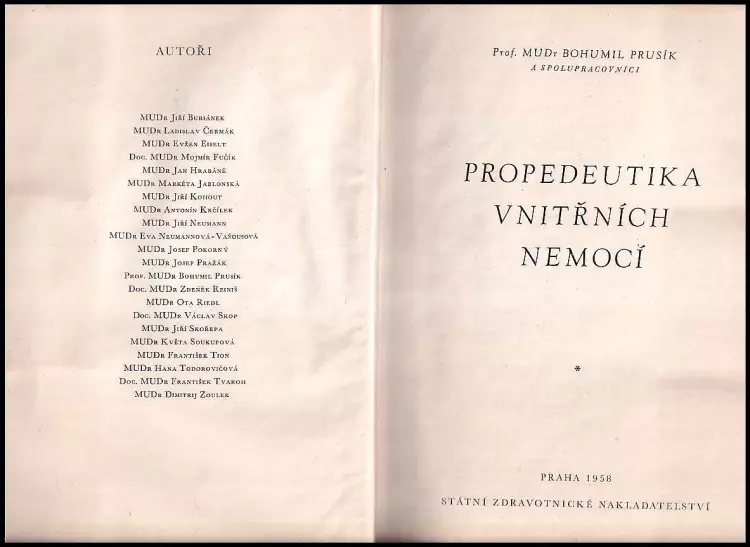 AUTOŘI
MUDr Jiří Buriánek
MUDr Ladislav Čermák
MUDr Evžen Eiselt
Doc. MUDr Mojmír Fučík
MUDr Jan Hrabáně
MUDr Markéta Jablonská
MUDr Jiří Kohout
MUDr Antonín Krčílek
MUDr Jiří Neumann
MUDr Eva Neumannová-Vaňousová
MUDr Josef Pokorný
MUDr Josef Pražák
Prof. MUDr Bohumil Prusík
Doc. MUDr Zdeněk Reiniš
MUDr Ota Riedl
Doc. MUDr Václav Skop
MUDr Jiří Skořepa
MUDr Květa Soukupová
MUDr František Tion
MUDr Hana Todorovičová
Doc. MUDr František Tvaroh
MUDr Dimitrij Zoulek
Prof. MUDr BOHUMIL PRUSÍK
A SPOLUPRACOVNÍCI
PROPEDEUTIKA
VNITŘNÍCH
NEMOCÍ
*
PRAHA 1958
STÁTNÍ ZDRAVOTNICKÉ NAKLADATELSTVÍ